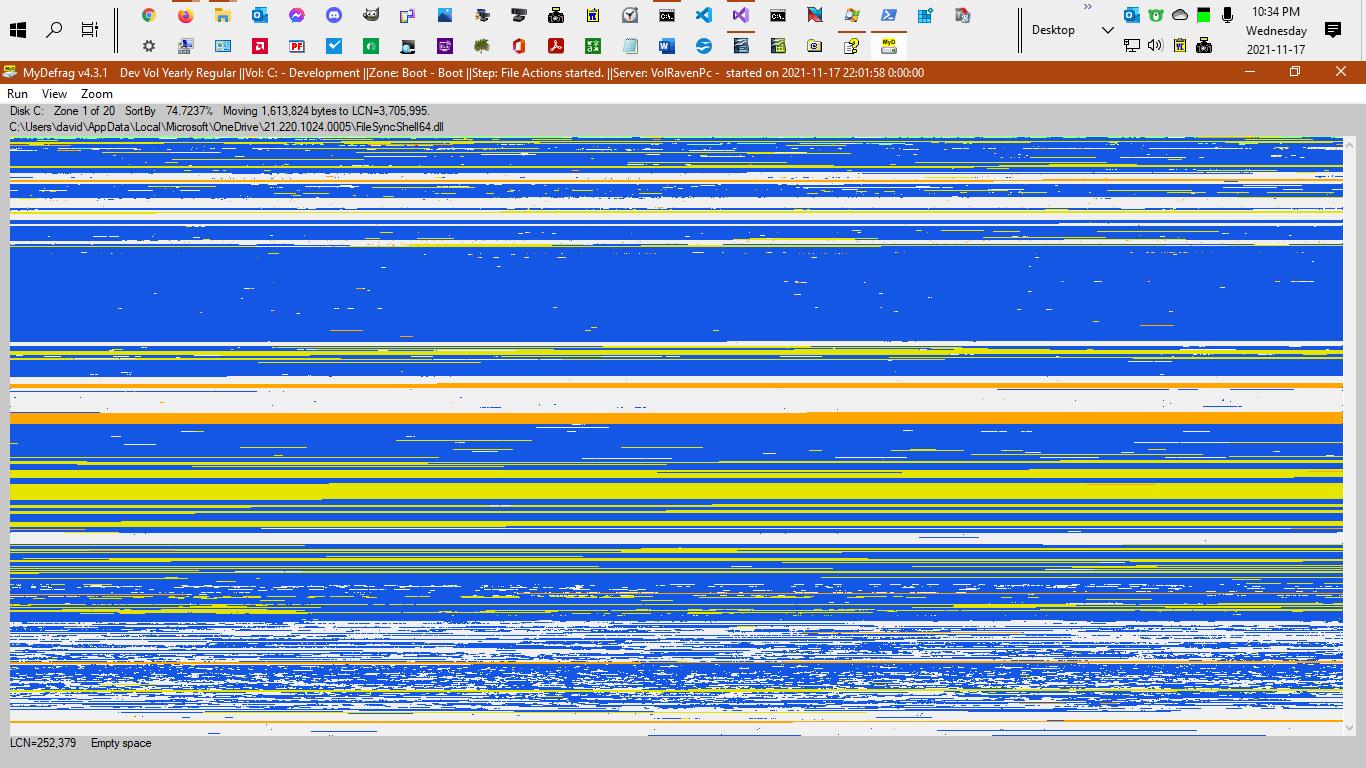 10:34 PM
Desktop
Wednesday
2021-11-17
MyDefrag v4.3.1 Dev Vol Yearly Regular ||Vol: C: - Development ||Zone: Boot - Boot ||Step: File Actions started. ||Server: VolRavenPc - started on 2021-11-17 22:01:58 0:00:00
Run View Zoom
Disk C: Zone 1 of 20 SortBy 74.7237% Moving 1,613,824 bytes to LCN=3,705,995.
C:\Users\david\AppData\Local\Microsoft\OneDrive\21.220.1024.0005\FileSyncShell64.dll
LCN=252,379 Empty space